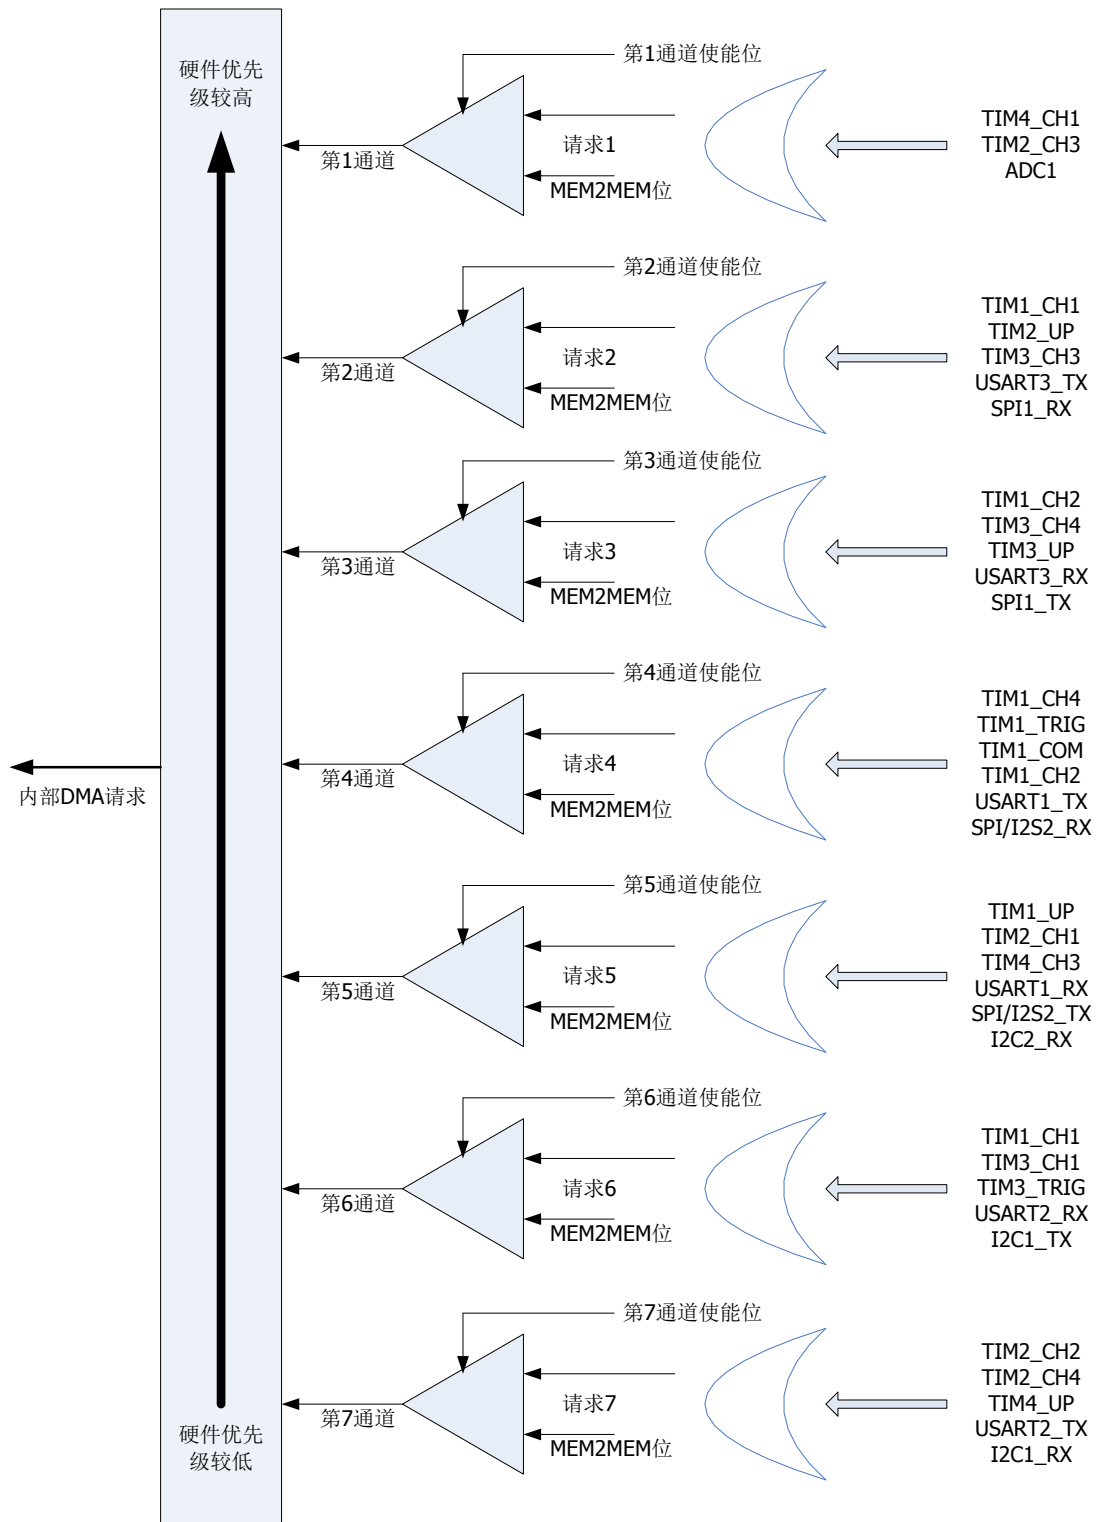 硬件优先
级较高
第1通道使能位
请求1
MEM2MEM位
第1通道
TIM4_CH1
TIM2_CH3
ADC1
第2通道使能位
请求2
MEM2MEM位
第2通道
TIM1_CH1
TIM2_UP
TIM3_CH3
USART3_TX
SPI1_RX
第3通道使能位
请求3
MEM2MEM位
第3通道
TIM1_CH2
TIM3_CH4
TIM3_UP
USART3_RX
SPI1_TX
第4通道使能位
请求4
MEM2MEM位
第4通道
TIM1_CH4
TIM1_TRIG
TIM1_COM
TIM1_CH2
USART1_TX
SPI/I2S2_RX
内部DMA请求
第5通道使能位
请求5
MEM2MEM位
第5通道
TIM1_UP
TIM2_CH1
TIM4_CH3
USART1_RX
SPI/I2S2_TX
I2C2_RX
第6通道使能位
请求6
MEM2MEM位
第6通道
TIM1_CH1
TIM3_CH1
TIM3_TRIG
USART2_RX
I2C1_TX
第7通道使能位
请求7
MEM2MEM位
第7通道
TIM2_CH2
TIM2_CH4
TIM4_UP
USART2_TX
I2C1_RX
硬件优先
级较低